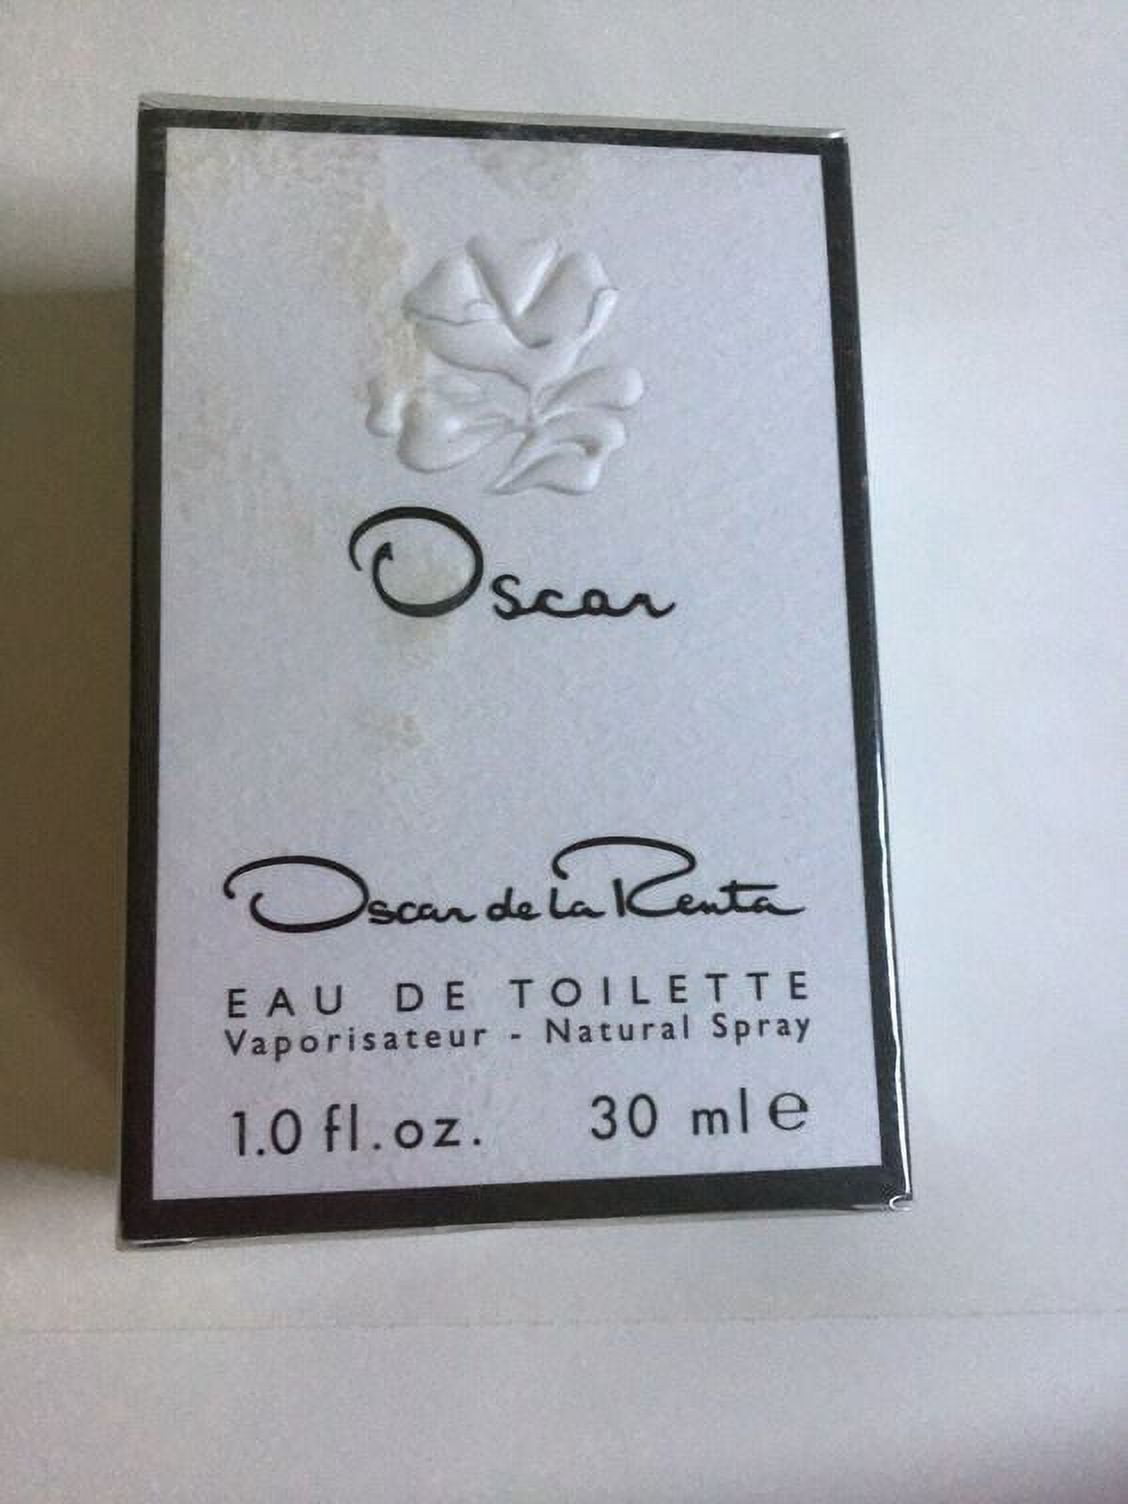 Oscar
Oscar de la Renta
EAU DE TOILETTE
Vaporisateur - Natural Spray
1.0 fl.oz. 30 ml e